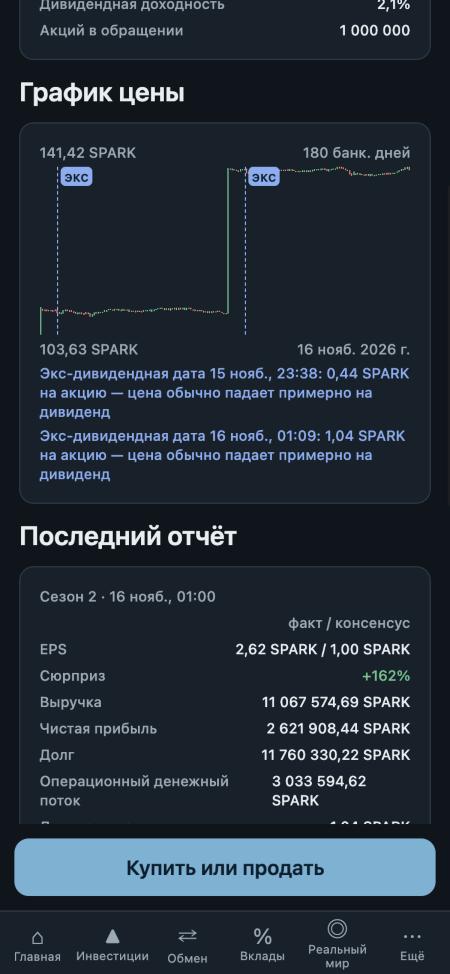 Дивидендная доходность 2,1%
Акций в обращении 1 000 000
График цены
141,42 SPARK 180 банк. дней
экс экс
103,63 SPARK 16 нояб. 2026 г.
Экс-дивидендная дата 15 нояб., 23:38: 0,44 SPARK
на акцию — цена обычно падает примерно на
дивиденд
Экс-дивидендная дата 16 нояб., 01:09: 1,04 SPARK
на акцию — цена обычно падает примерно на
дивиденд
Последний отчёт
Сезон 2 · 16 нояб., 01:00
факт / консенсус
EPS 2,62 SPARK / 1,00 SPARK
Сюрприз +162%
Выручка 11 067 574,69 SPARK
Чистая прибыль 2 621 908,44 SPARK
Долг 11 760 330,22 SPARK
Операционный денежный 3 033 594,62
поток SPARK
1,04 SPARK
Купить или продать
Главная Инвестиции Обмен Вклады Реальный Ещё
мир